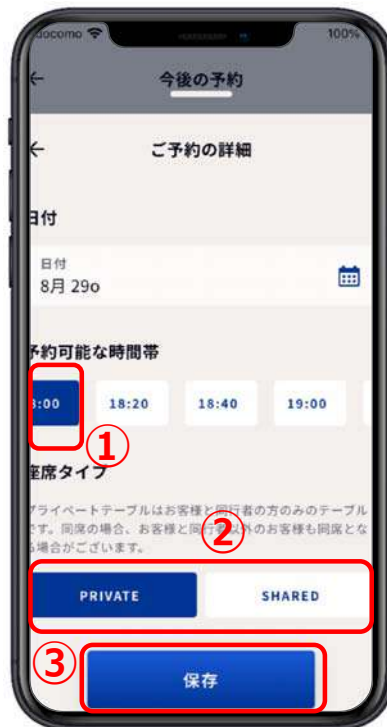 docomo
100%
← 今後の予約
← ご予約の詳細
日付
日付
8月 29o
予約可能な時間帯
:00 18:20 18:40 19:00
①
座席タイプ
プライベートテーブルはお客様と同行者の方のみのテーブル
です。同席の場合、お客様と同行者以外のお客様も同席とな
る場合がございます。
②
PRIVATE SHARED
③
保存